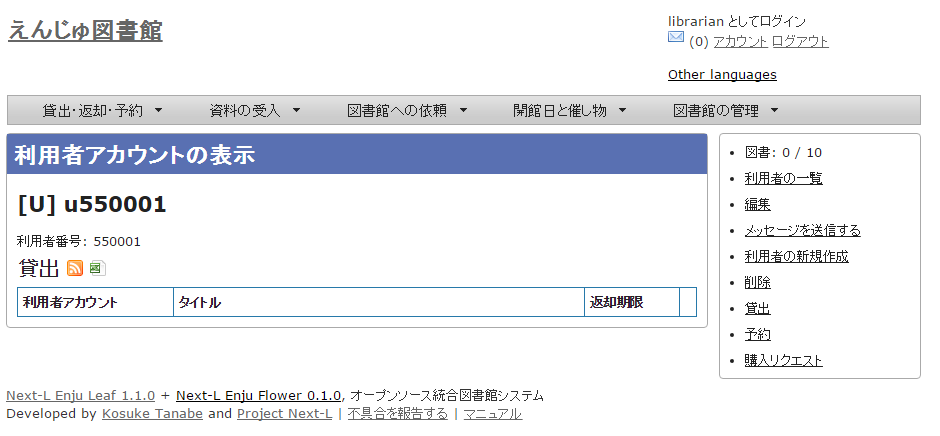 えんじゅ図書館
librarian としてログイン
(0) アカウント ログアウト
Other languages
貸出・返却・予約 資料の受入 図書館への依頼 開館日と催し物 図書館の管理
利用者アカウントの表示
[U] u550001
利用者番号: 550001
貸出
利用者アカウント タイトル 返却期限
図書: 0 / 10
利用者の一覧
編集
メッセージを送信する
利用者の新規作成
削除
貸出
予約
購入リクエスト
Next-L Enju Leaf 1.1.0 + Next-L Enju Flower 0.1.0, オープンソース統合図書館システム
Developed by Kosuke Tanabe and Project Next-L | 不具合を報告する | マニュアル